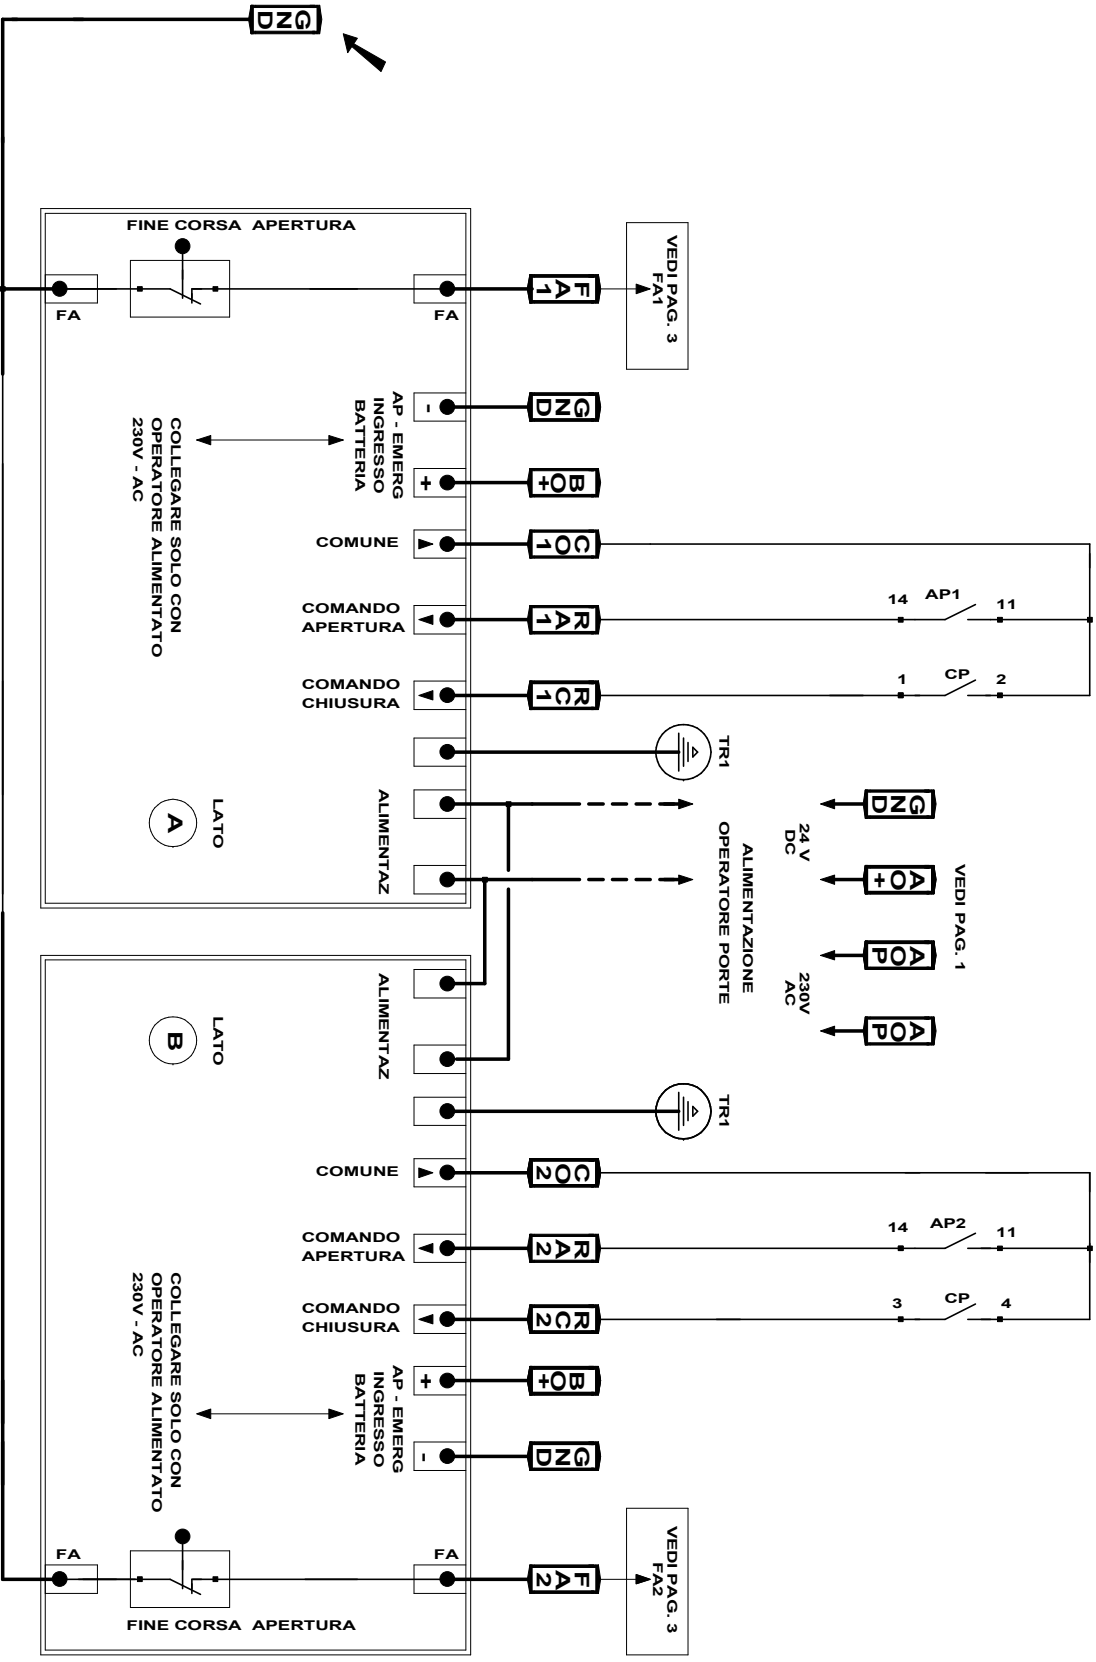 GND
FINE CORSA APERTURA
FA
FA
FA1
VEDI PAG. 3
FA1
AP - EMERG
INGRESSO
BATTERIA
-
+
GND
BO+
COLLEGARE SOLO CON
OPERATORE ALIMENTATO
230V - AC
COMUNE
CO1
COMANDO
APERTURA
RA1
14 AP1 11
COMANDO
CHIUSURA
RC1
1 CP 2
TR1
ALIMENTAZ
LATO
A
ALIMENTAZIONE
OPERATORE PORTE
24 V
DC
230V
AC
GND
AO+
AOP
AOP
VEDI PAG. 1
ALIMENTAZ
LATO
B
TR1
COMUNE
CO2
COMANDO
APERTURA
RA2
14 AP2 11
COMANDO
CHIUSURA
RC2
3 CP 4
AP - EMERG
INGRESSO
BATTERIA
+
-
BO+
GND
COLLEGARE SOLO CON
OPERATORE ALIMENTATO
230V - AC
FA
FA
FA2
VEDI PAG. 3
FA2
FINE CORSA APERTURA